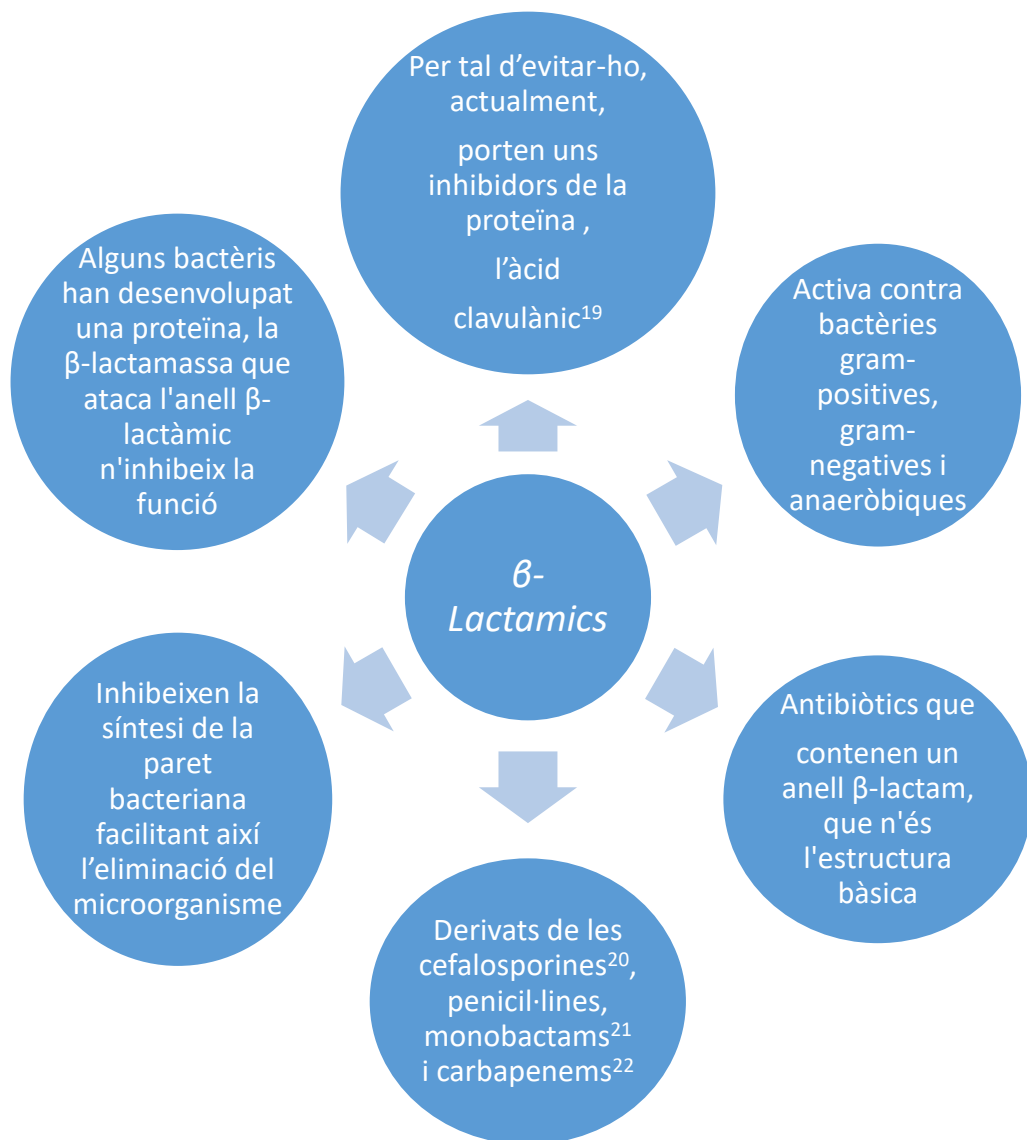 Per tal d’evitar-ho,
actualment,
porten uns
inhibidors de la
proteïna ,
l’àcid
clavulànic¹⁹
Activa contra
bactèries
gram-
positives,
gram-
negatives i
anaeròbiques
Antibiòtics que
contenen un
anell β-lactam,
que n'és
l'estructura
bàsica
Derivats de les
cefalosporines²⁰,
penicil·lines,
monobactams²¹
i carbapenems²²
Inhibeixen la
síntesi de la
paret
bacteriana
facilitant així
l’eliminació del
microorganisme
Alguns bactèris
han desenvolupat
una proteïna, la
β-lactamassa que
ataca l'anell β-
lactàmic
n'inhibeix la
funció
β-
Lactamics